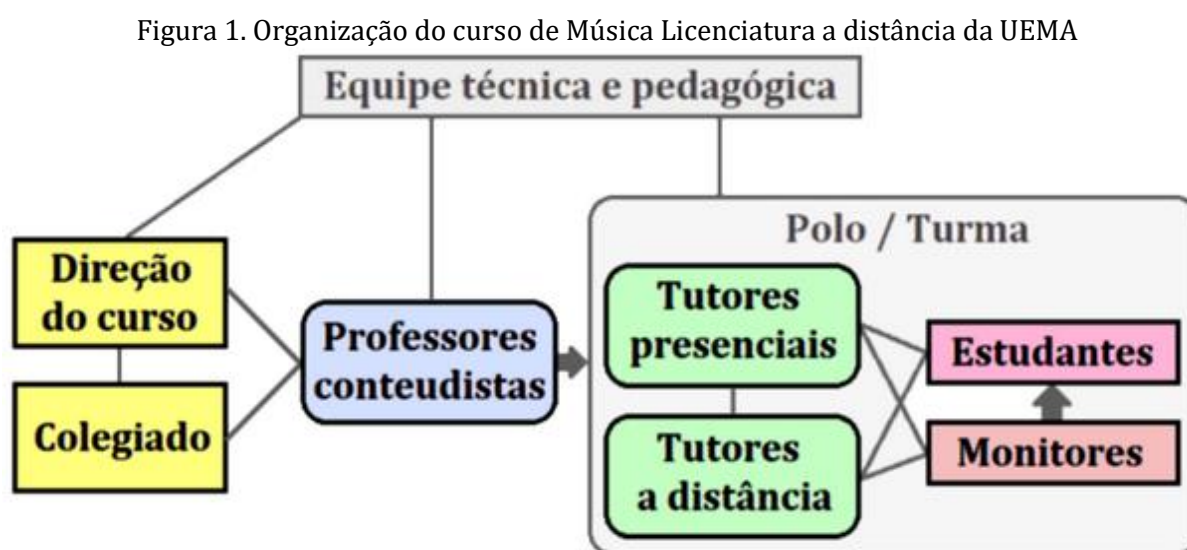 Figura 1. Organização do curso de Música Licenciatura a distância da UEMA
Equipe técnica e pedagógica
Direção
do curso
Colegiado
Professores
conteudistas
Polo / Turma
Tutores
presenciais
Tutores
a distância
Estudantes
Monitores